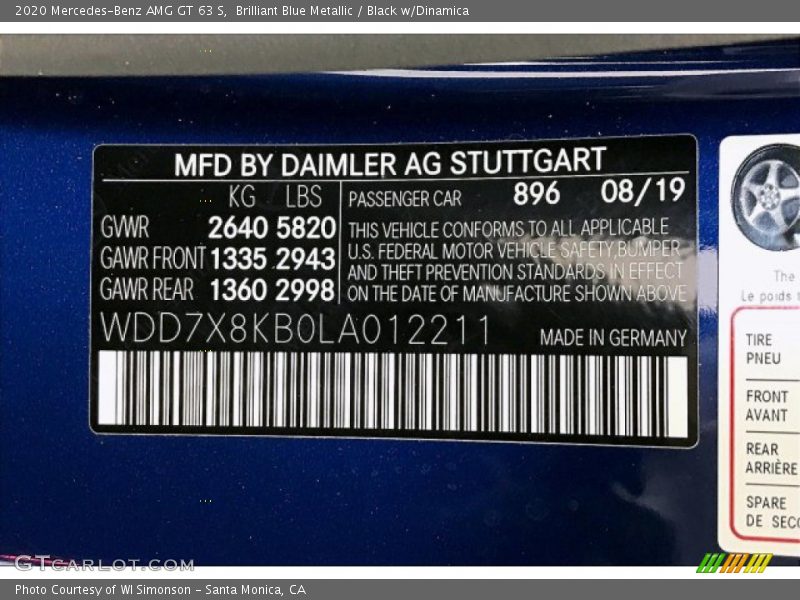 2020 Mercedes-Benz AMG GT 63 S,  Brilliant Blue Metallic / Black w/Dinamica
MFD BY DAIMLER AG STUTTGART
KG LBS
GVWR 2640 5820
GAWR FRONT 1335 2943
GAWR REAR 1360 2998
PASSENGER CAR 896 08/19
THIS VEHICLE CONFORMS TO ALL APPLICABLE
U.S. FEDERAL MOTOR VEHICLE SAFETY,BUMPER
AND THEFT PREVENTION STANDARDS IN EFFECT
ON THE DATE OF MANUFACTURE SHOWN ABOVE
WDD7X8KB0LA012211 MADE IN GERMANY
The
Le poids
TIRE
PNEU
FRONT
AVANT
REAR
ARRIÈRE
SPARE
DE SECO
GTCARLOT.COM
Photo Courtesy of WI Simonson - Santa Monica, CA